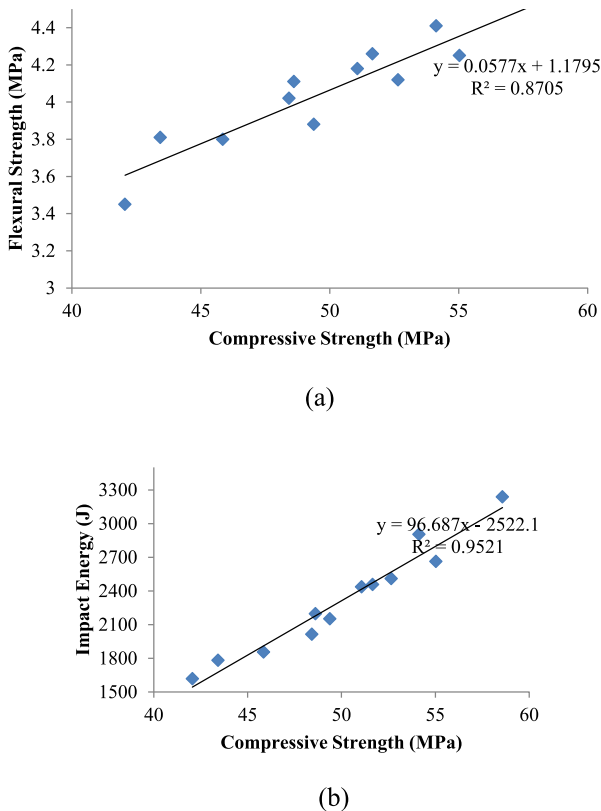 4.4
4.2
4
3.8
3.6
3.4
3.2
3
Flexural Strength (MPa)
y = 0.0577x + 1.1795
R² = 0.8705
40 45 50 55 60
Compressive Strength (MPa)
(a)
3300
3000
2700
2400
2100
1800
1500
Impact Energy (J)
y = 96.687x - 2522.1
R² = 0.9521
40 45 50 55 60
Compressive Strength (MPa)
(b)